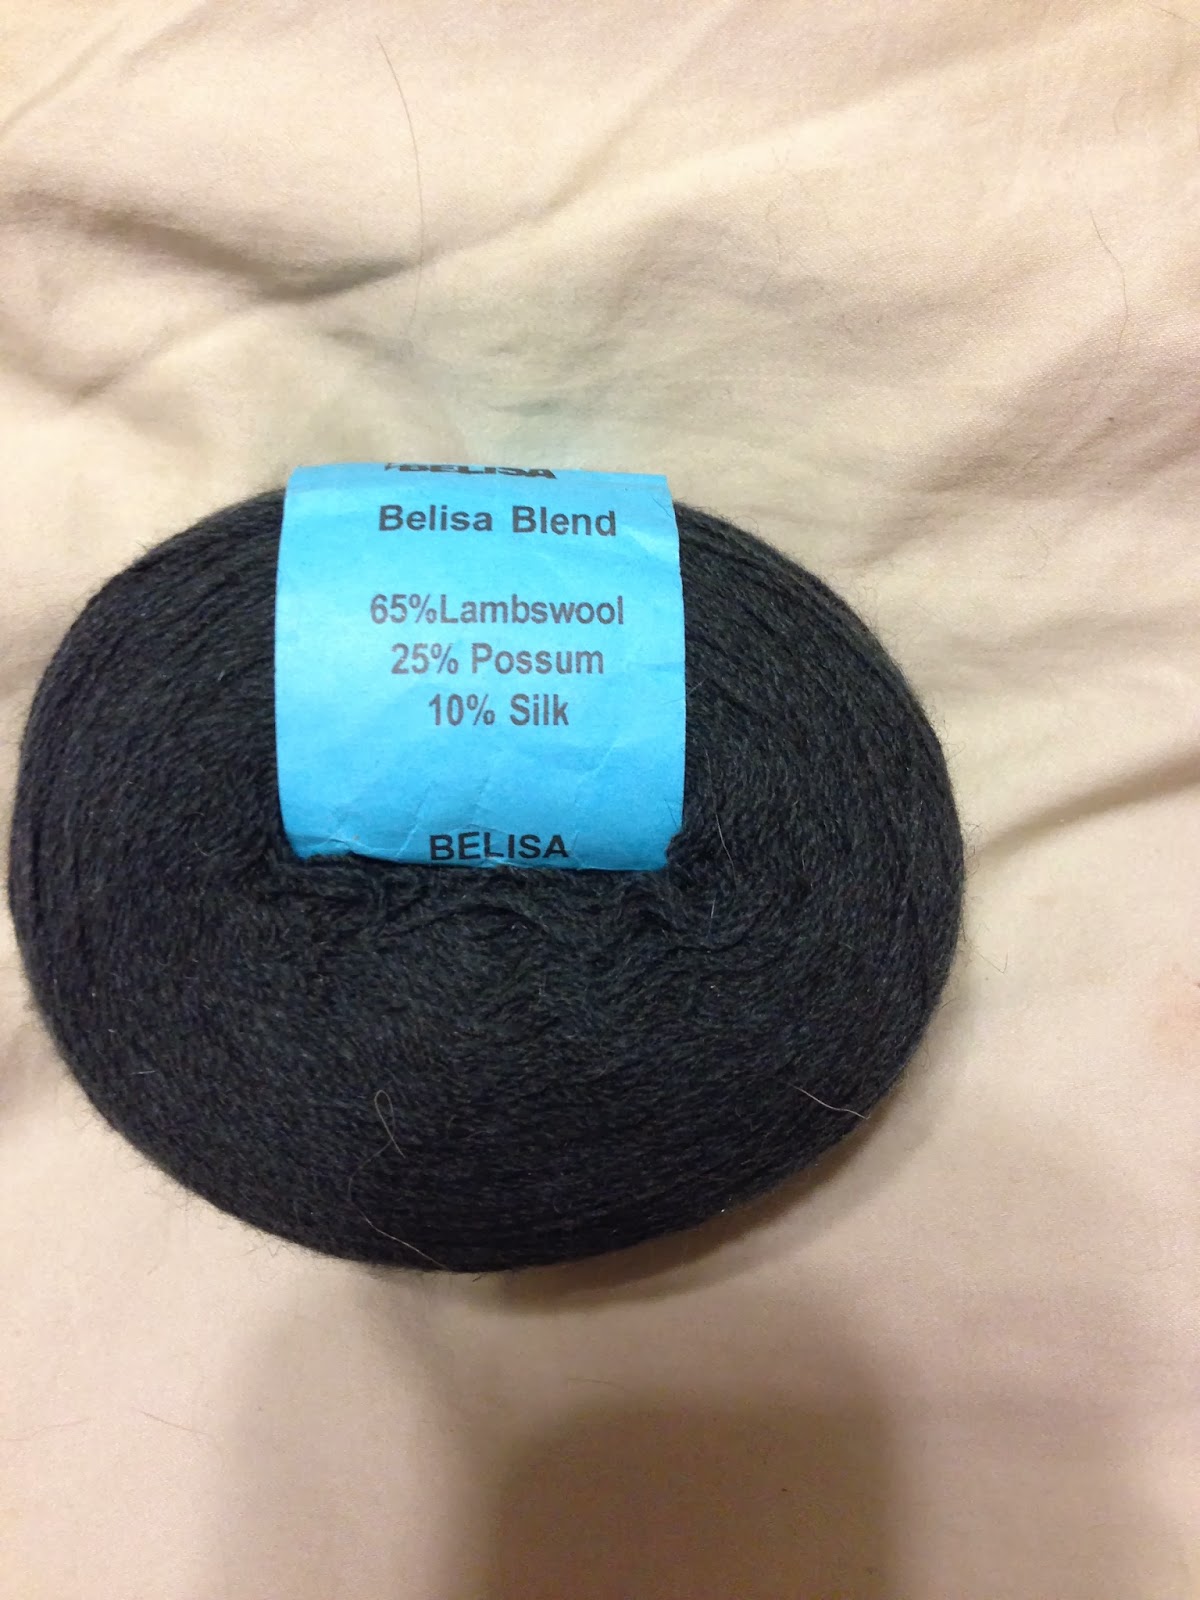 BELISA
Belisa Blend
65%Lambswool
25% Possum
10% Silk
BELISA